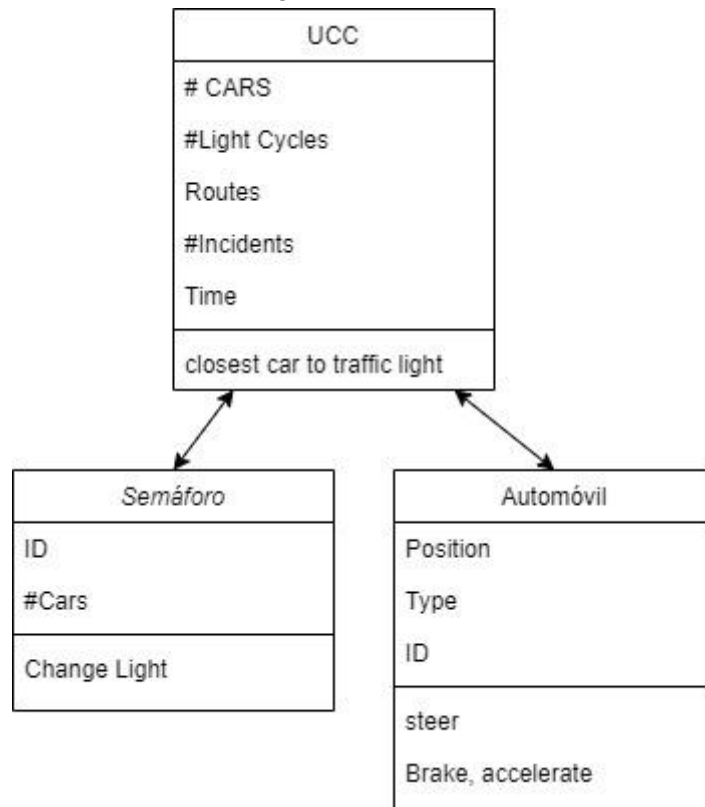 UCC
# CARS
#Light Cycles
Routes
#Incidents
Time
closest car to traffic light
Semáforo
ID
#Cars
Change Light
Automóvil
Position
Type
ID
steer
Brake, accelerate